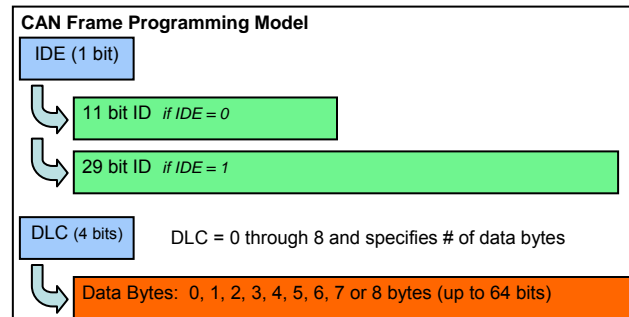 CAN Frame Programming Model
IDE (1 bit)
11 bit ID if IDE = 0
29 bit ID if IDE = 1
DLC (4 bits)
DLC = 0 through 8 and specifies # of data bytes
Data Bytes: 0, 1, 2, 3, 4, 5, 6, 7 or 8 bytes (up to 64 bits)